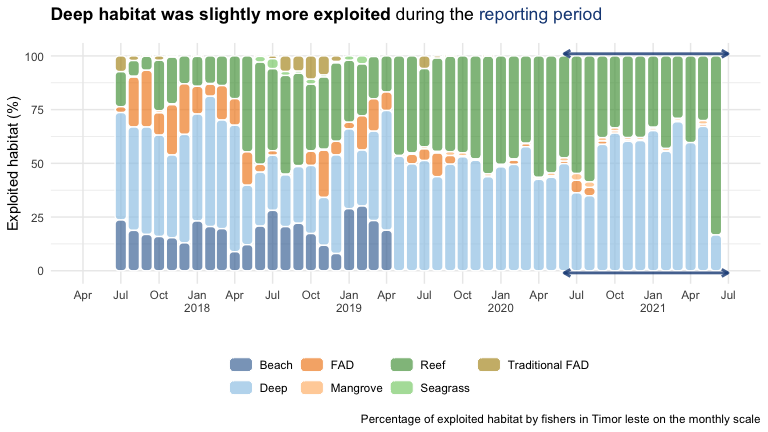 Deep habitat was slightly more exploited during the reporting period
Exploited habitat (%)
100
75
50
25
0
Apr Jul Oct Jan Apr Jul Oct Jan Apr Jul Oct Jan Apr Jul Oct Jan Apr Jul
2018 2019 2020 2021
Beach FAD Reef Traditional FAD
Deep Mangrove Seagrass
Percentage of exploited habitat by fishers in Timor leste on the monthly scale